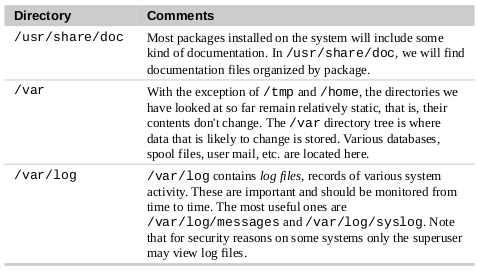 Directory Comments
/usr/share/doc Most packages installed on the system will include some
kind of documentation. In /usr/share/doc, we will find
documentation files organized by package.
/var With the exception of /tmp and /home, the directories we
have looked at so far remain relatively static, that is, their
contents don't change. The /var directory tree is where
data that is likely to change is stored. Various databases,
spool files, user mail, etc. are located here.
/var/log /var/log contains log files, records of various system
activity. These are important and should be monitored from
time to time. The most useful ones are
/var/log/messages and /var/log/syslog. Note
that for security reasons on some systems only the superuser
may view log files.